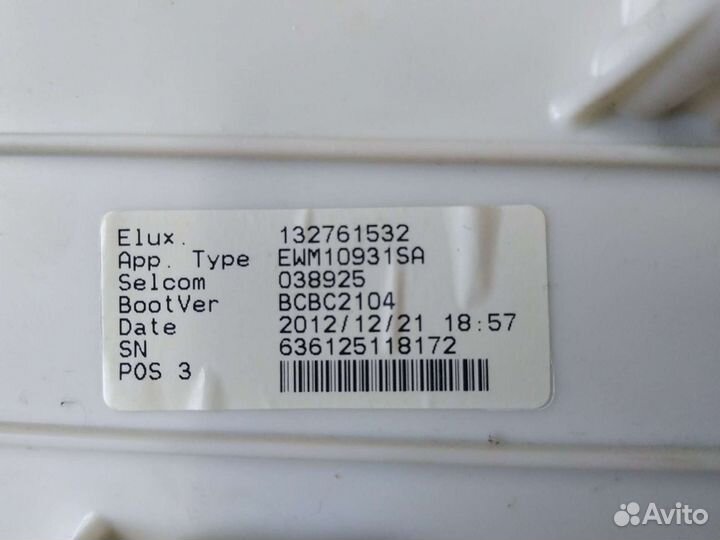 Elux. 132761532
App. Type EWM10931SA
Selcom 038925
BootVer BCBC2104
Date 2012/12/21 18:57
SN 636125118172
POS 3
Avito